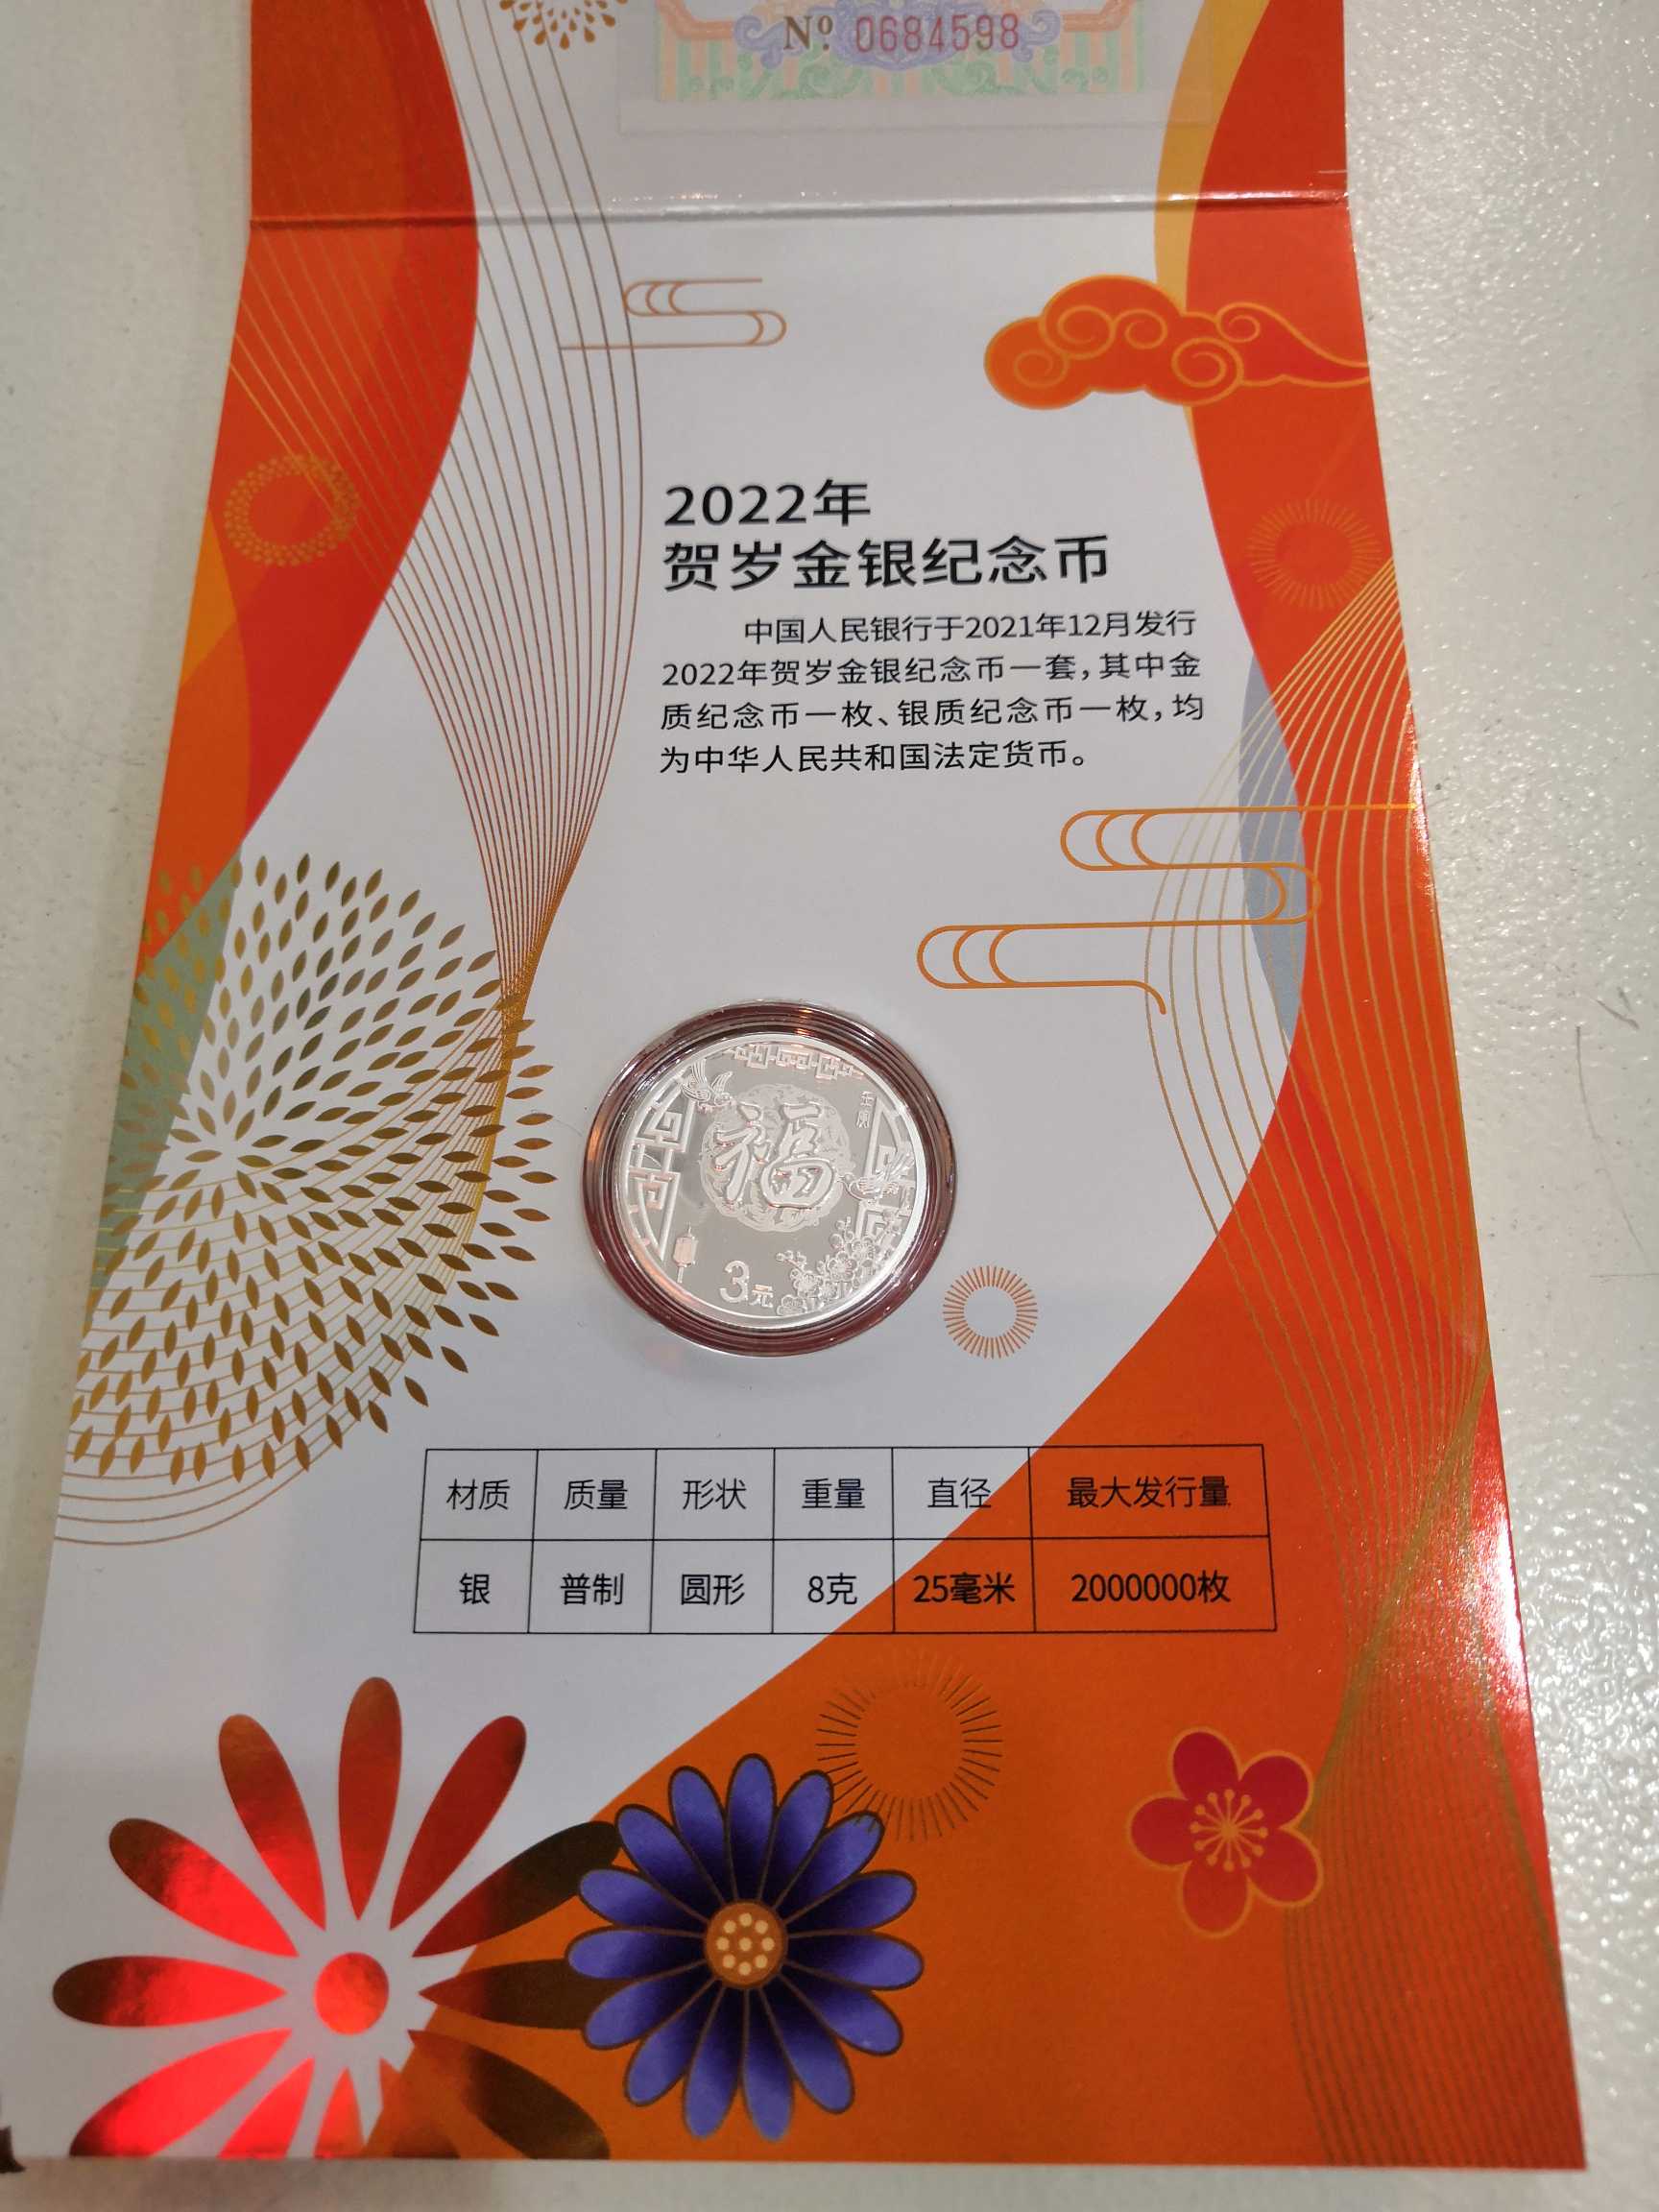 Nº 0684598
2022年
贺岁金银纪念币
中国人民银行于2021年12月发行
2022年贺岁金银纪念币一套，其中金
质纪念币一枚、银质纪念币一枚，均
为中华人民共和国法定货币。
壬寅
福
3元
材质 质量 形状 重量 直径 最大发行量
银 普制 圆形 8克 25毫米 2000000枚